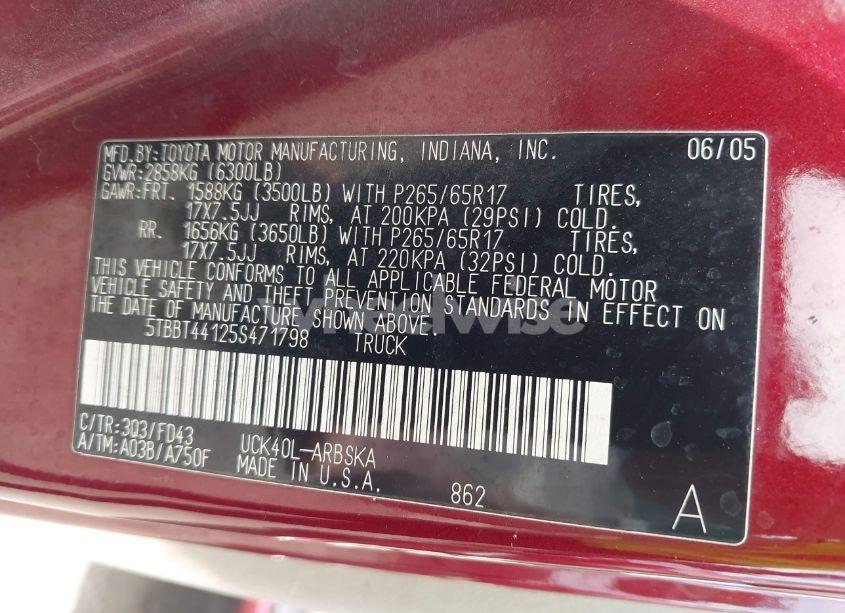 MFD.BY:TOYOTA MOTOR MANUFACTURING, INDIANA, INC. 06/05
GVWR:2858KG (6300LB)
GAWR:FRT. 1588KG (3500LB) WITH P265/65R17 TIRES,
17X7.5JJ RIMS, AT 200KPA (29PSI) COLD.
RR. 1656KG (3650LB) WITH P265/65R17 TIRES,
17X7.5JJ RIMS, AT 220KPA (32PSI) COLD.
THIS VEHICLE CONFORMS TO ALL APPLICABLE FEDERAL MOTOR
VEHICLE SAFETY AND THEFT PREVENTION STANDARDS IN EFFECT ON
THE DATE OF MANUFACTURE SHOWN ABOVE.
5TBBT44125S471798 TRUCK
C/TR:3Q3/FD43 UCK40L-ARBSKA
A/TM:A03B/A750F MADE IN U.S.A.
862 A